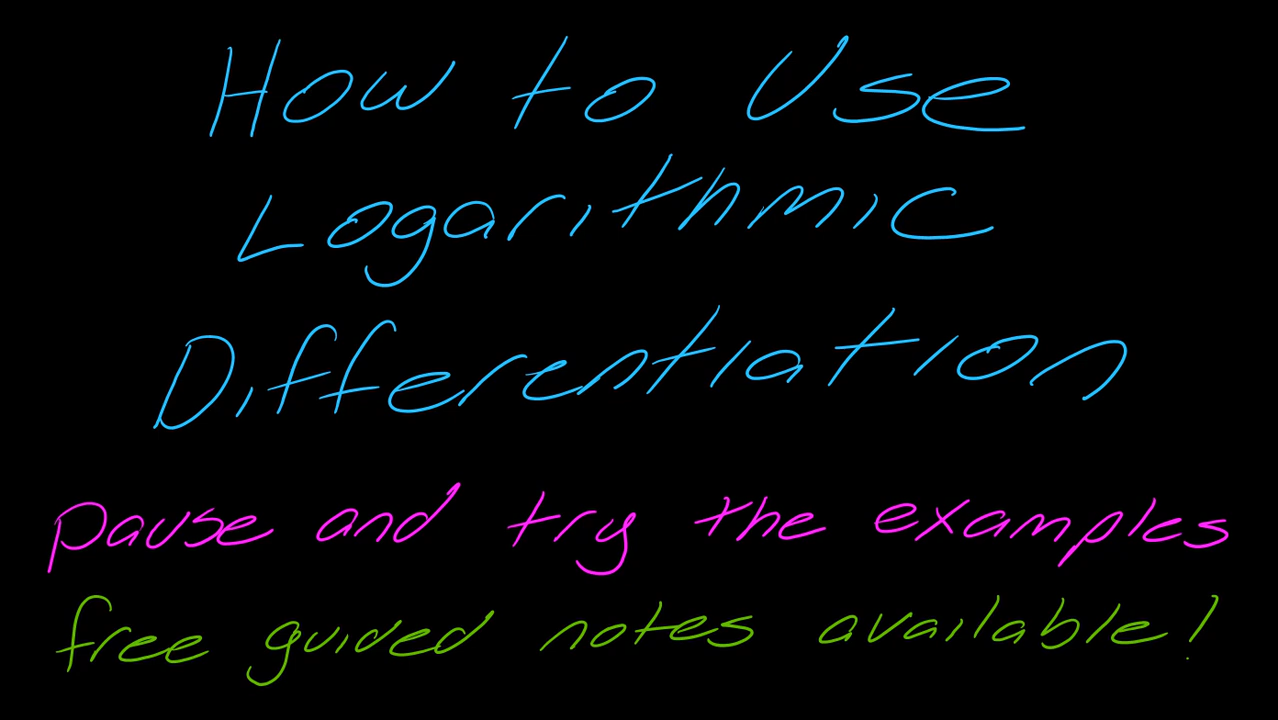 How to Use
Logarithmic
Differentiation
pause and try the examples
free guided notes available!